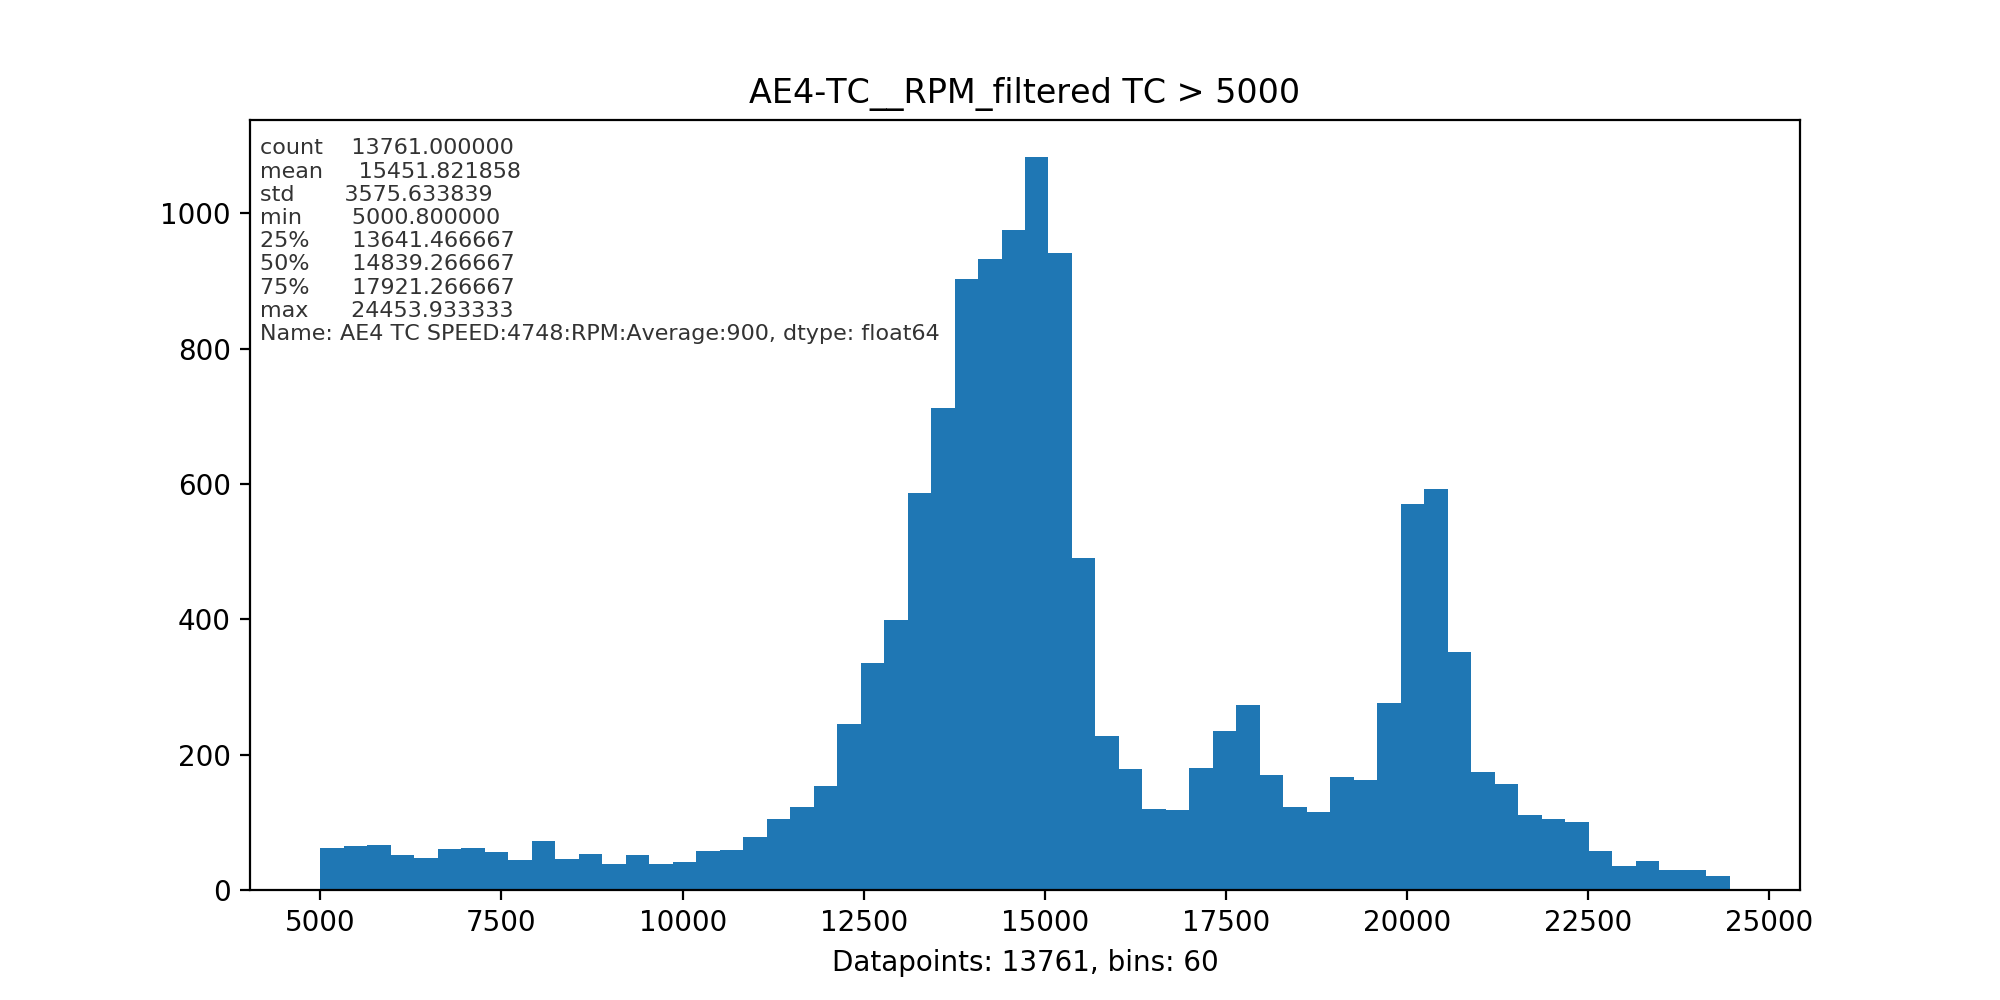 AE4-TC__RPM_filtered TC > 5000
count 13761.000000
mean 15451.821858
std 3575.633839
min 5000.800000
25% 13641.466667
50% 14839.266667
75% 17921.266667
max 24453.933333
Name: AE4 TC SPEED:4748:RPM:Average:900, dtype: float64
1000
800
600
400
200
0
5000 7500 10000 12500 15000 17500 20000 22500 25000
Datapoints: 13761, bins: 60